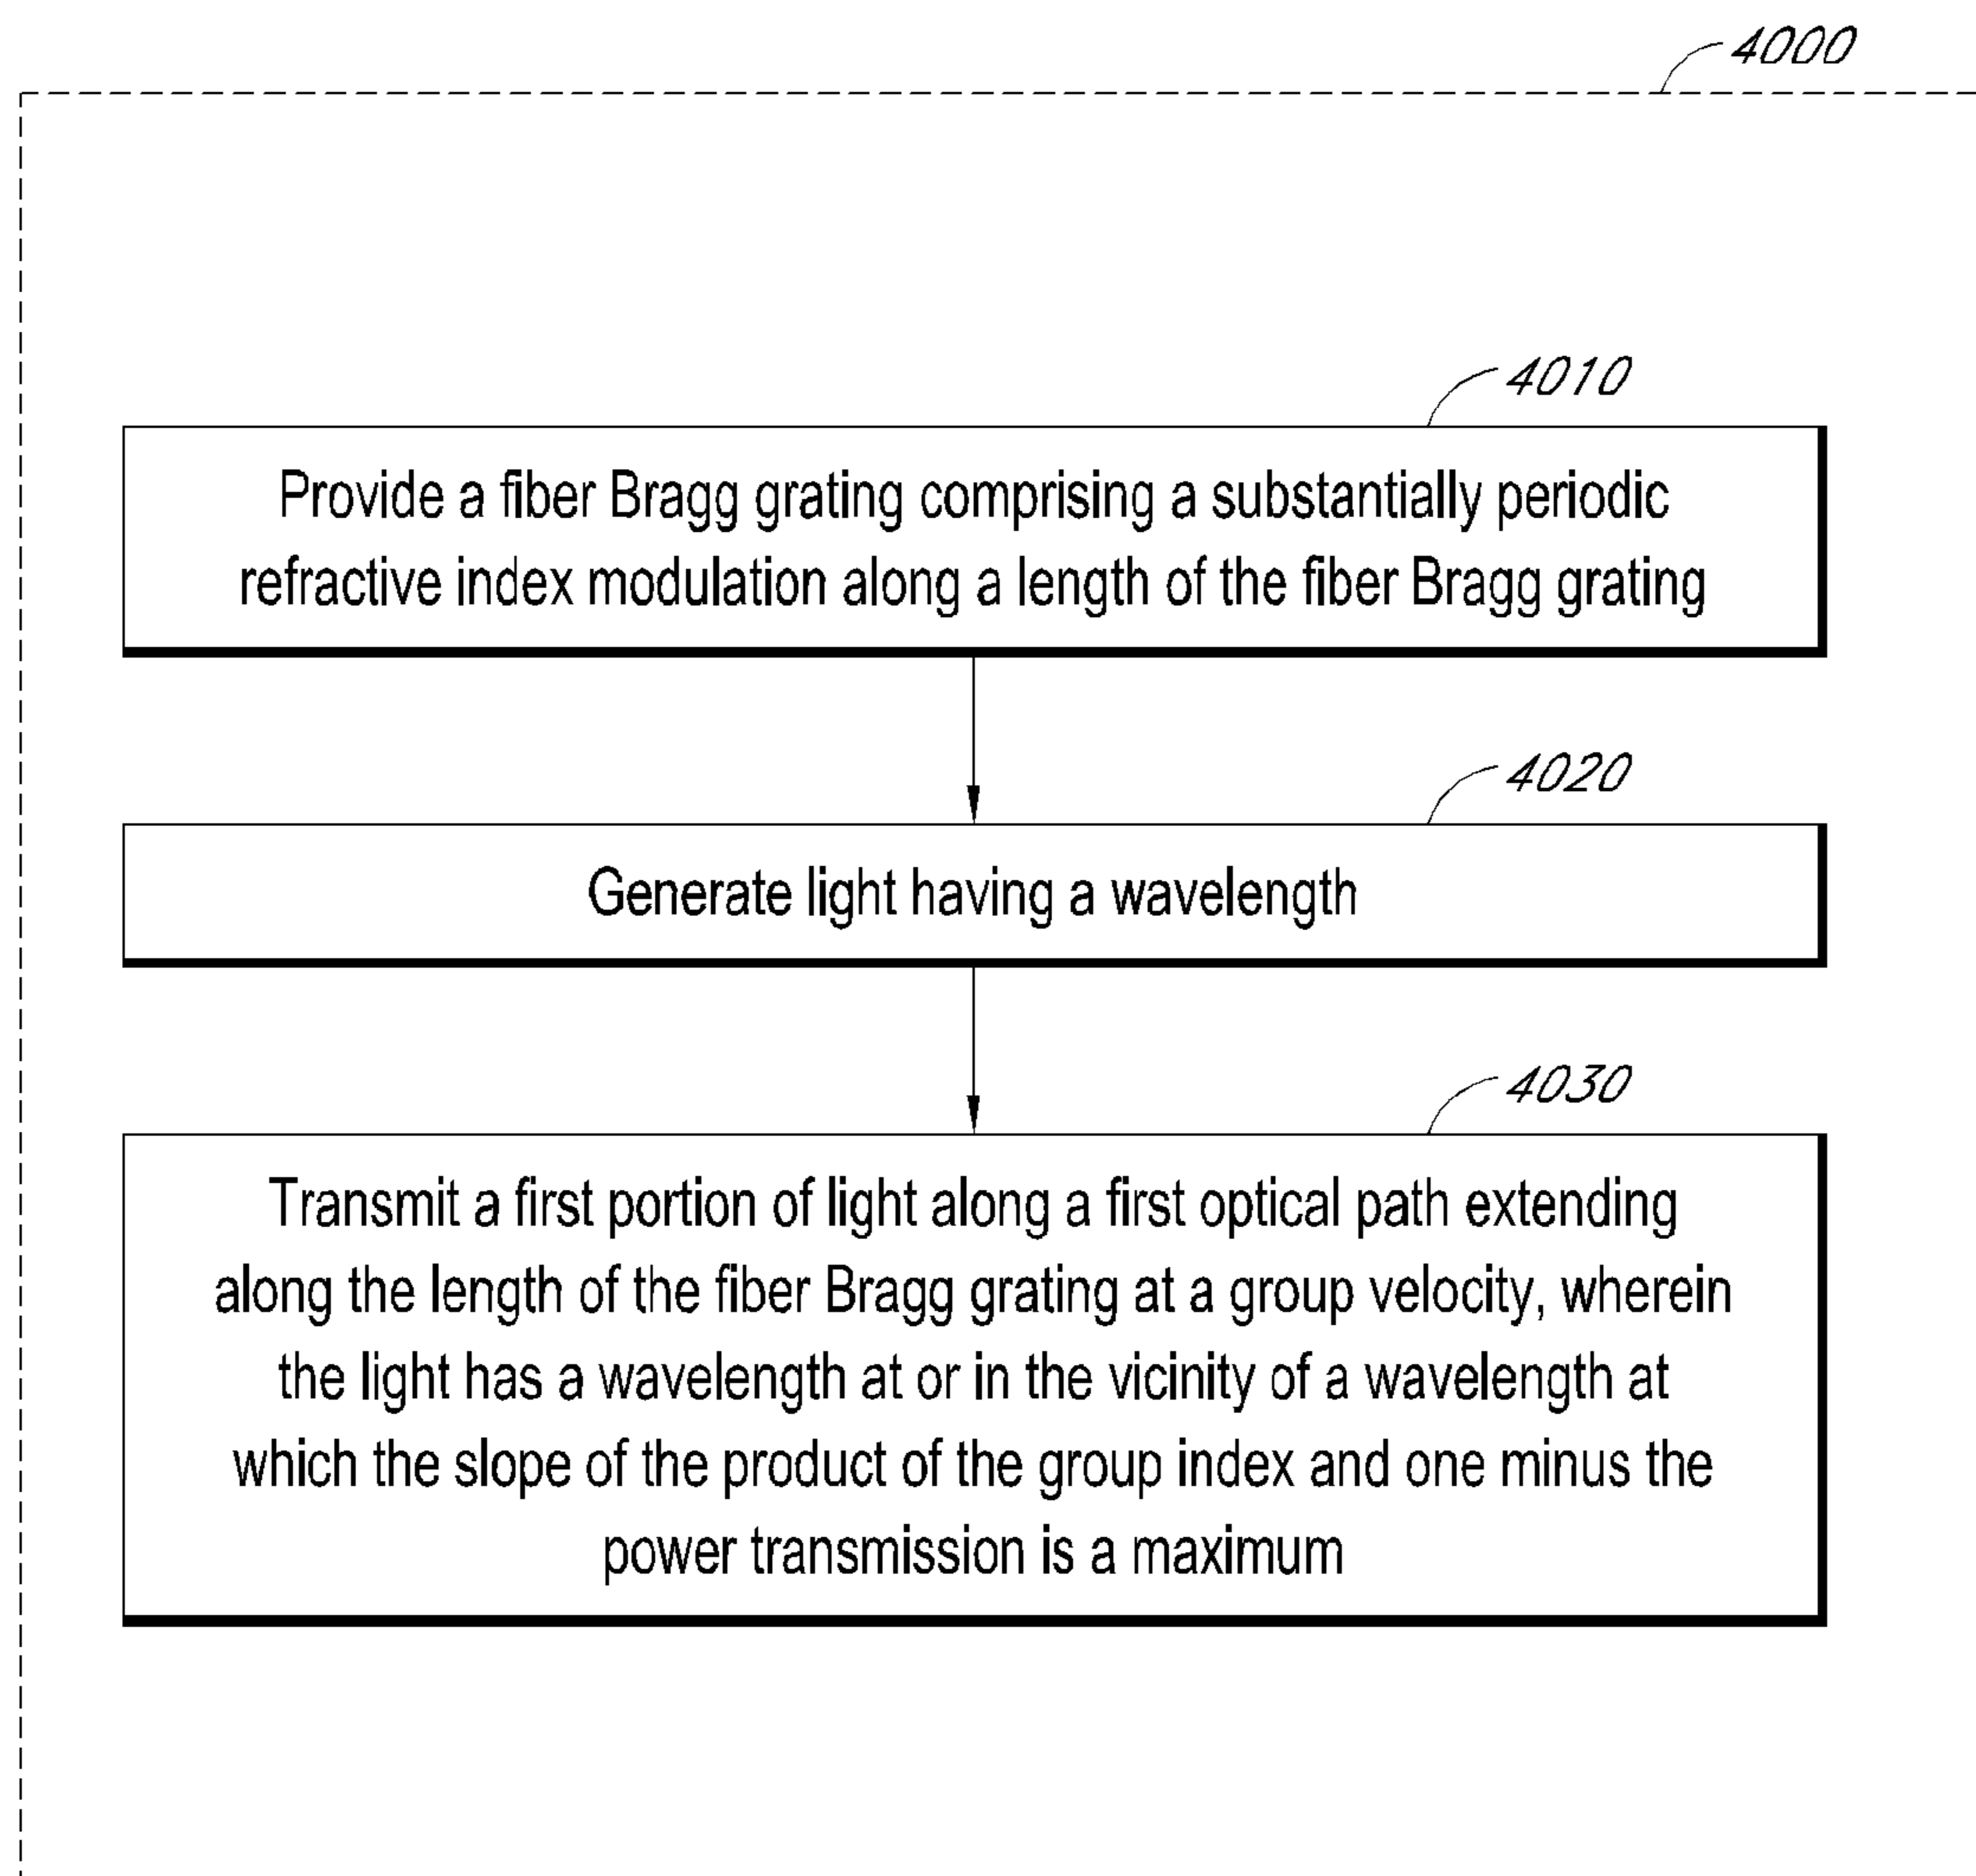 4000
4010
Provide a fiber Bragg grating comprising a substantially periodic
refractive index modulation along a length of the fiber Bragg grating
4020
Generate light having a wavelength
4030
Transmit a first portion of light along a first optical path extending
along the length of the fiber Bragg grating at a group velocity, wherein
the light has a wavelength at or in the vicinity of a wavelength at
which the slope of the product of the group index and one minus the
power transmission is a maximum